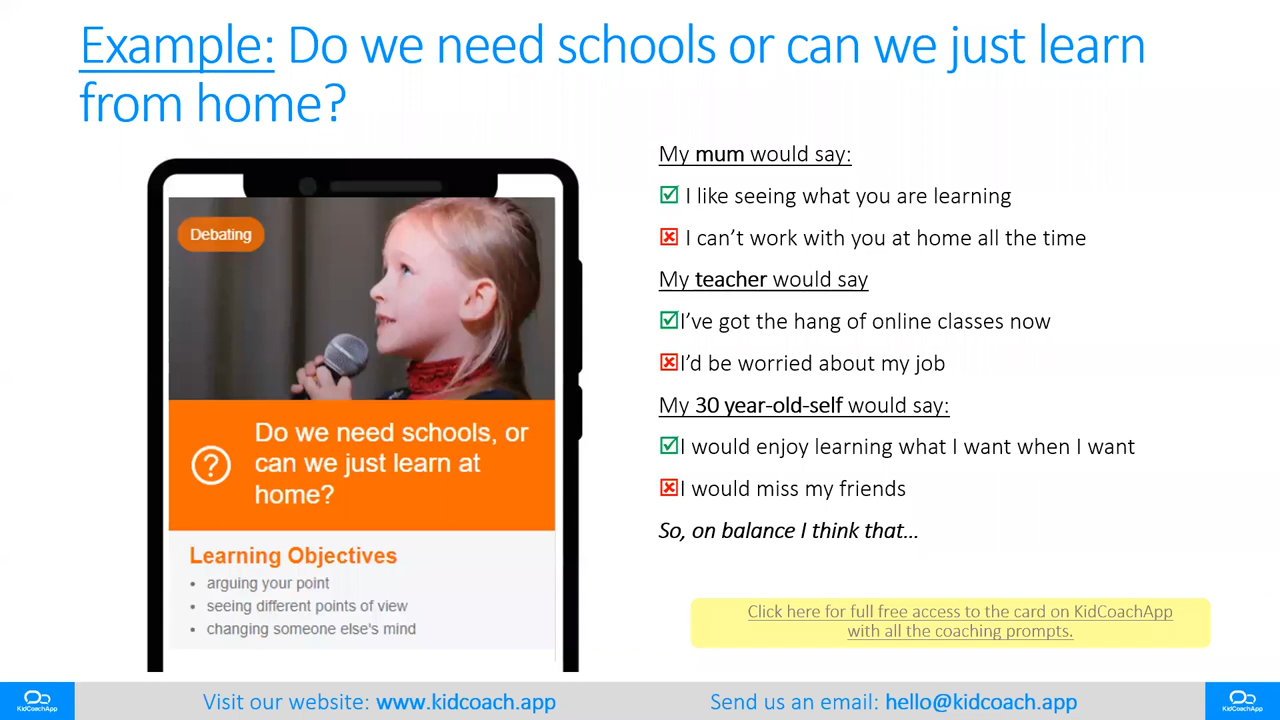 Example: Do we need schools or can we just learn
from home?
Debating
Do we need schools, or
can we just learn at
home?
Learning Objectives
• arguing your point
• seeing different points of view
• changing someone else's mind
My mum would say:
I like seeing what you are learning
I can’t work with you at home all the time
My teacher would say
I’ve got the hang of online classes now
I’d be worried about my job
My 30 year-old-self would say:
I would enjoy learning what I want when I want
I would miss my friends
So, on balance I think that…
Click here for full free access to the card on KidCoachApp
with all the coaching prompts.
KidCoachApp
Visit our website: www.kidcoach.app
Send us an email: hello@kidcoach.app
KidCoachApp